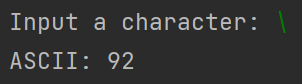 Input a character: \
ASCII: 92